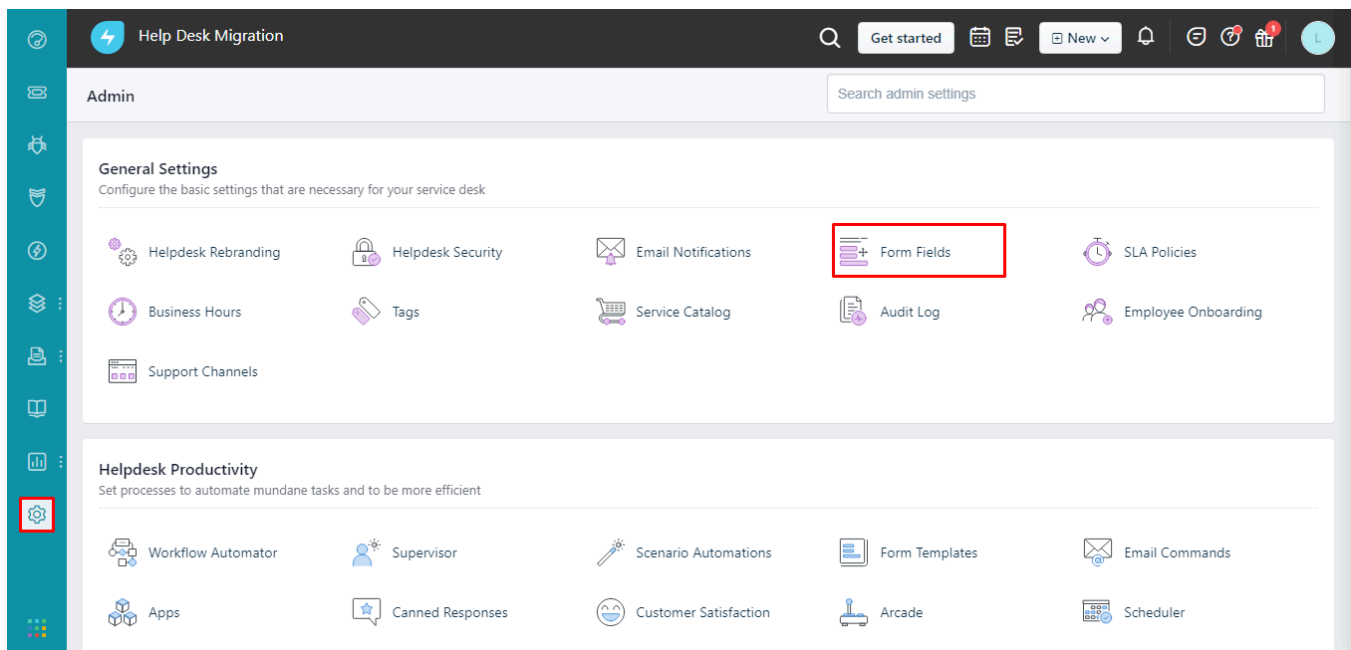 Help Desk Migration
Get started
New
1
L
Admin
Search admin settings
General Settings
Configure the basic settings that are necessary for your service desk
Helpdesk Rebranding
Helpdesk Security
Email Notifications
Form Fields
SLA Policies
Business Hours
Tags
Service Catalog
Audit Log
Employee Onboarding
Support Channels
Helpdesk Productivity
Set processes to automate mundane tasks and to be more efficient
Workflow Automator
Supervisor
Scenario Automations
Form Templates
Email Commands
Apps
Canned Responses
Customer Satisfaction
Arcade
Scheduler